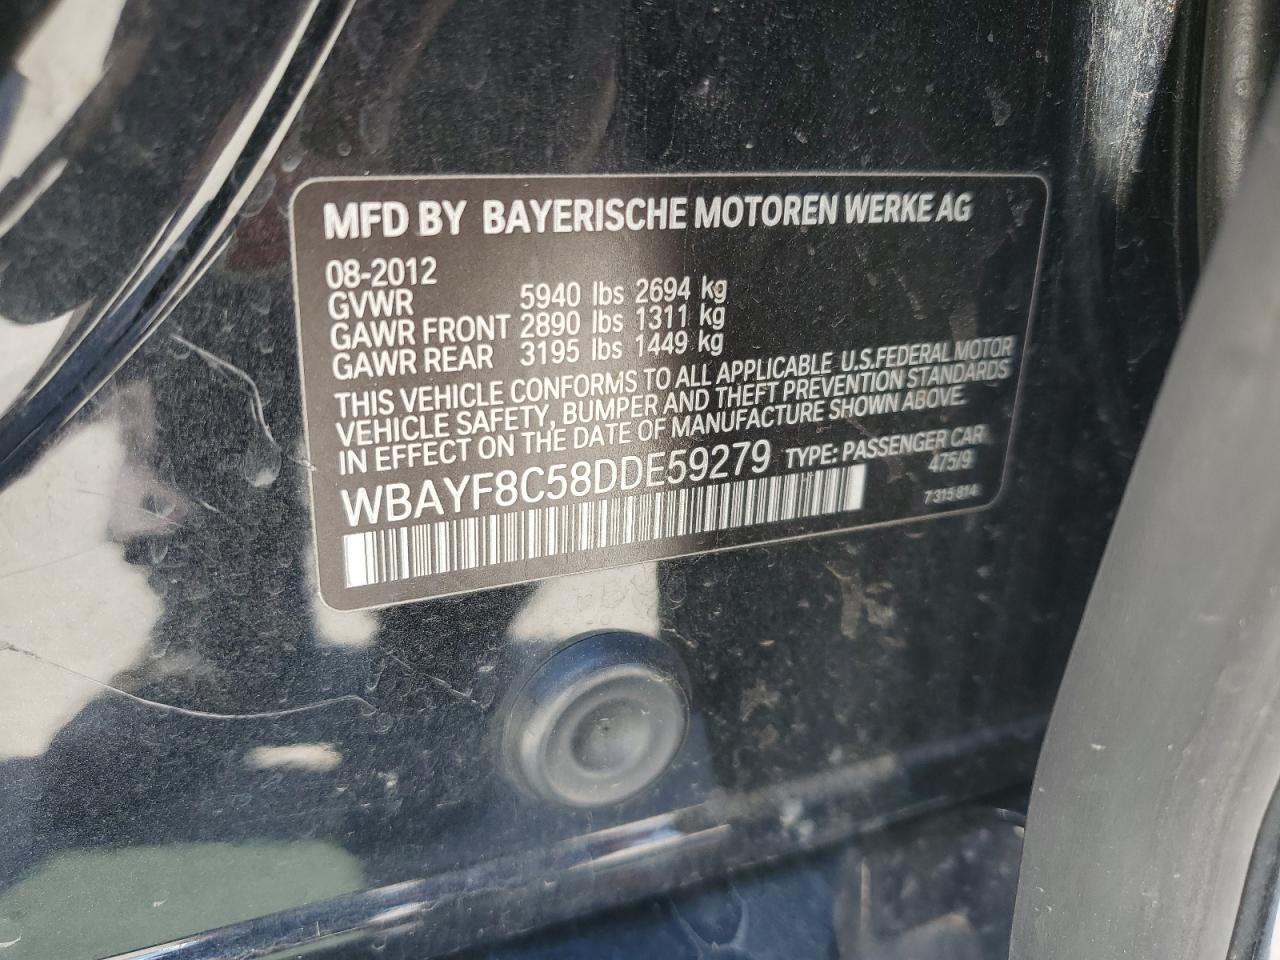 MFD BY BAYERISCHE MOTOREN WERKE AG
08-2012
GVWR 5940 lbs 2694 kg
GAWR FRONT 2890 lbs 1311 kg
GAWR REAR 3195 lbs 1449 kg
THIS VEHICLE CONFORMS TO ALL APPLICABLE U.S.FEDERAL MOTOR
VEHICLE SAFETY, BUMPER AND THEFT PREVENTION STANDARDS
IN EFFECT ON THE DATE OF MANUFACTURE SHOWN ABOVE.
WBAYF8C58DDE59279 TYPE: PASSENGER CAR
475/9
7 315 814